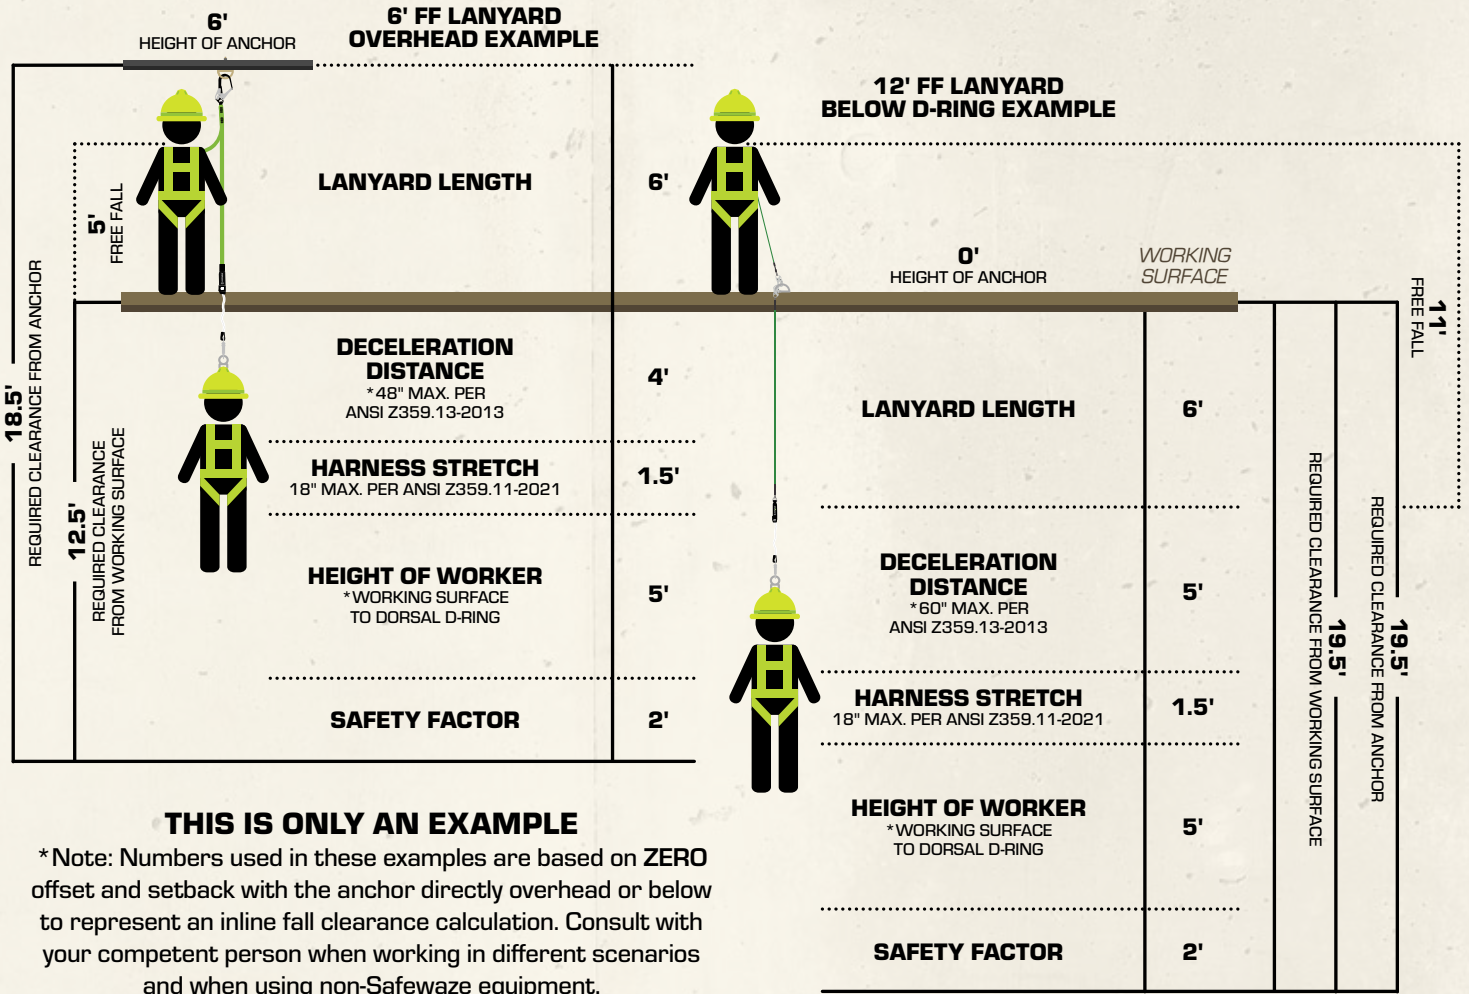 6'
HEIGHT OF ANCHOR
6' FF LANYARD
OVERHEAD EXAMPLE
5'
FREE FALL
LANYARD LENGTH
6'
18.5'
REQUIRED CLEARANCE FROM ANCHOR
12.5'
REQUIRED CLEARANCE
FROM WORKING SURFACE
DECELERATION
DISTANCE
*48" MAX. PER
ANSI Z359.13-2013
4'
HARNESS STRETCH
18" MAX. PER ANSI Z359.11-2021
1.5'
HEIGHT OF WORKER
*WORKING SURFACE
TO DORSAL D-RING
5'
SAFETY FACTOR
2'
12' FF LANYARD
BELOW D-RING EXAMPLE
0'
HEIGHT OF ANCHOR
WORKING
SURFACE
11'
FREE FALL
LANYARD LENGTH
6'
DECELERATION
DISTANCE
*60" MAX. PER
ANSI Z359.13-2013
5'
HARNESS STRETCH
18" MAX. PER ANSI Z359.11-2021
1.5'
HEIGHT OF WORKER
*WORKING SURFACE
TO DORSAL D-RING
5'
SAFETY FACTOR
2'
19.5'
REQUIRED CLEARANCE FROM WORKING SURFACE
19.5'
REQUIRED CLEARANCE FROM ANCHOR
THIS IS ONLY AN EXAMPLE
*Note: Numbers used in these examples are based on ZERO
offset and setback with the anchor directly overhead or below
to represent an inline fall clearance calculation. Consult with
your competent person when working in different scenarios
and when using non-Safewaze equipment.